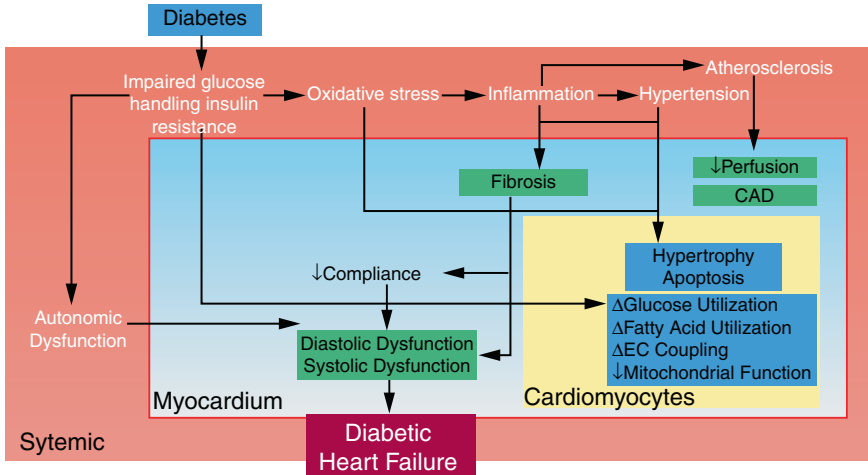 Diabetes
Impaired glucose
handling insulin
resistance
Oxidative stress
Inflammation
Hypertension
Atherosclerosis
↓Perfusion
CAD
Fibrosis
Hypertrophy
Apoptosis
↓Compliance
ΔGlucose Utilization
ΔFatty Acid Utilization
ΔEC Coupling
↓Mitochondrial Function
Autonomic
Dysfunction
Diastolic Dysfunction
Systolic Dysfunction
Myocardium
Cardiomyocytes
Sytemic
Diabetic
Heart Failure